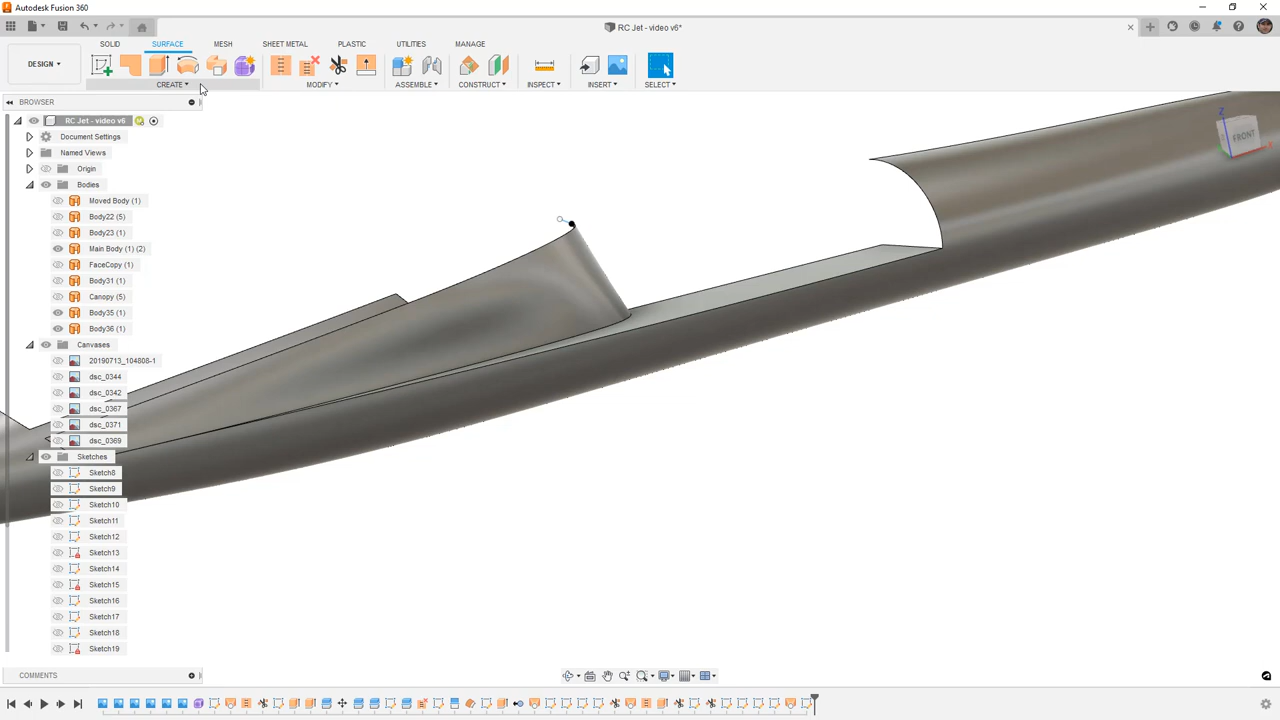 Autodesk Fusion 360
RC Jet - video v6*
SOLID SURFACE MESH SHEET METAL PLASTIC UTILITIES MANAGE
DESIGN
CREATE MODIFY ASSEMBLE CONSTRUCT INSPECT INSERT SELECT
BROWSER
RC Jet - video v6
Document Settings
Named Views
Origin
Bodies
Moved Body (1)
Body22 (5)
Body23 (1)
Main Body (1) (2)
FaceCopy (1)
Body31 (1)
Canopy (5)
Body35 (1)
Body36 (1)
Canvases
20190713_104808-1
dsc_0344
dsc_0342
dsc_0367
dsc_0371
dsc_0369
Sketches
Sketch8
Sketch9
Sketch10
Sketch11
Sketch12
Sketch13
Sketch14
Sketch15
Sketch16
Sketch17
Sketch18
Sketch19
Z
FRONT
X
COMMENTS